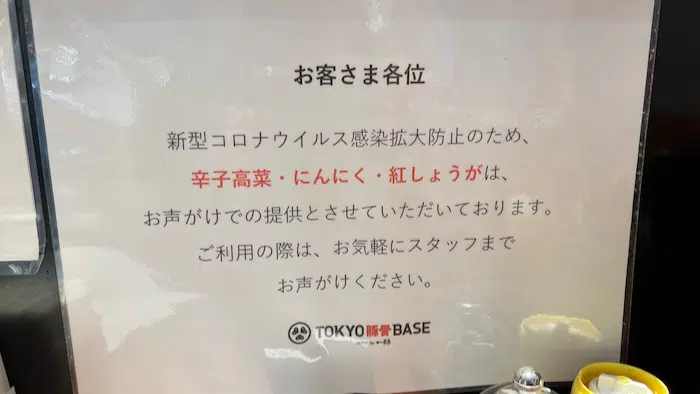 お客さま各位
新型コロナウイルス感染拡大防止のため、
辛子高菜・にんにく・紅しょうがは、
お声がけでの提供とさせていただいております。
ご利用の際は、お気軽にスタッフまで
お声がけください。
TOKYO豚骨BASE